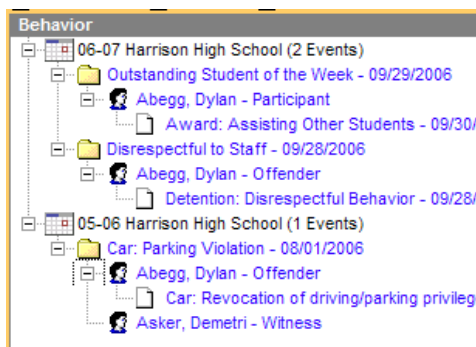 Behavior
06-07 Harrison High School (2 Events)
Outstanding Student of the Week - 09/29/2006
Abegg, Dylan - Participant
Award: Assisting Other Students - 09/30/
Disrespectful to Staff - 09/28/2006
Abegg, Dylan - Offender
Detention: Disrespectful Behavior - 09/28/
05-06 Harrison High School (1 Events)
Car: Parking Violation - 08/01/2006
Abegg, Dylan - Offender
Car: Revocation of driving/parking privileg
Asker, Demetri - Witness